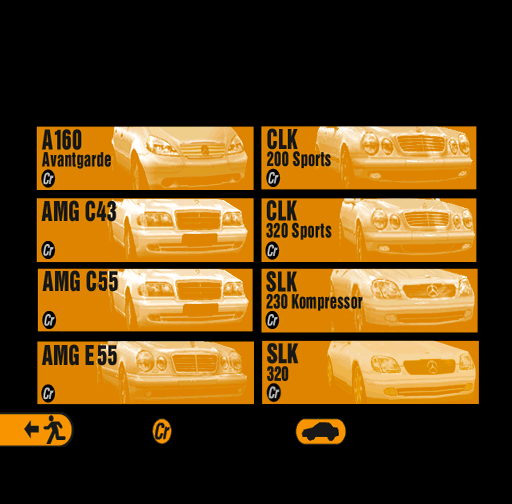 A160
Avantgarde
Cr
CLK
200 Sports
Cr
AMG C43
Cr
CLK
320 Sports
Cr
AMG C55
Cr
SLK
230 Kompressor
Cr
AMG E55
Cr
SLK
320
Cr
Cr